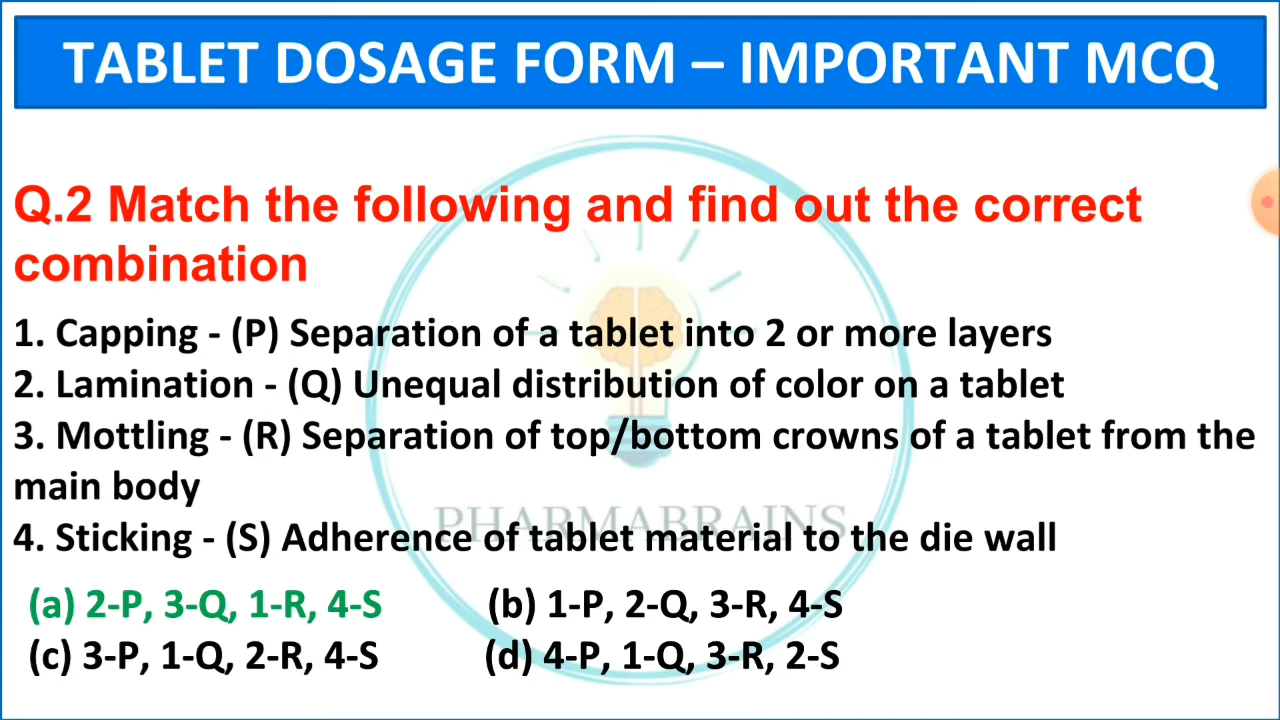 TABLET DOSAGE FORM – IMPORTANT MCQ
Q.2 Match the following and find out the correct
combination
1. Capping - (P) Separation of a tablet into 2 or more layers
2. Lamination - (Q) Unequal distribution of color on a tablet
3. Mottling - (R) Separation of top/bottom crowns of a tablet from the
main body
PHARMABRAINS
4. Sticking - (S) Adherence of tablet material to the die wall
(a) 2-P, 3-Q, 1-R, 4-S (b) 1-P, 2-Q, 3-R, 4-S
(c) 3-P, 1-Q, 2-R, 4-S (d) 4-P, 1-Q, 3-R, 2-S